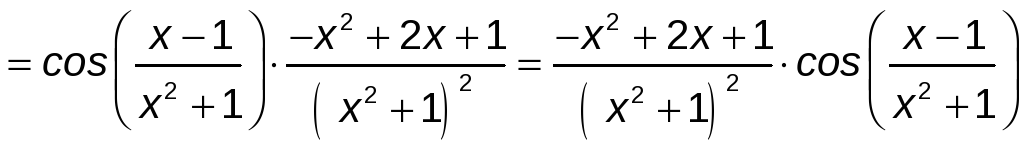 = cos((x − 1)/(x² + 1)) · (−x² + 2x + 1)/(x² + 1)² = (−x² + 2x + 1)/(x² + 1)² · cos((x − 1)/(x² + 1))